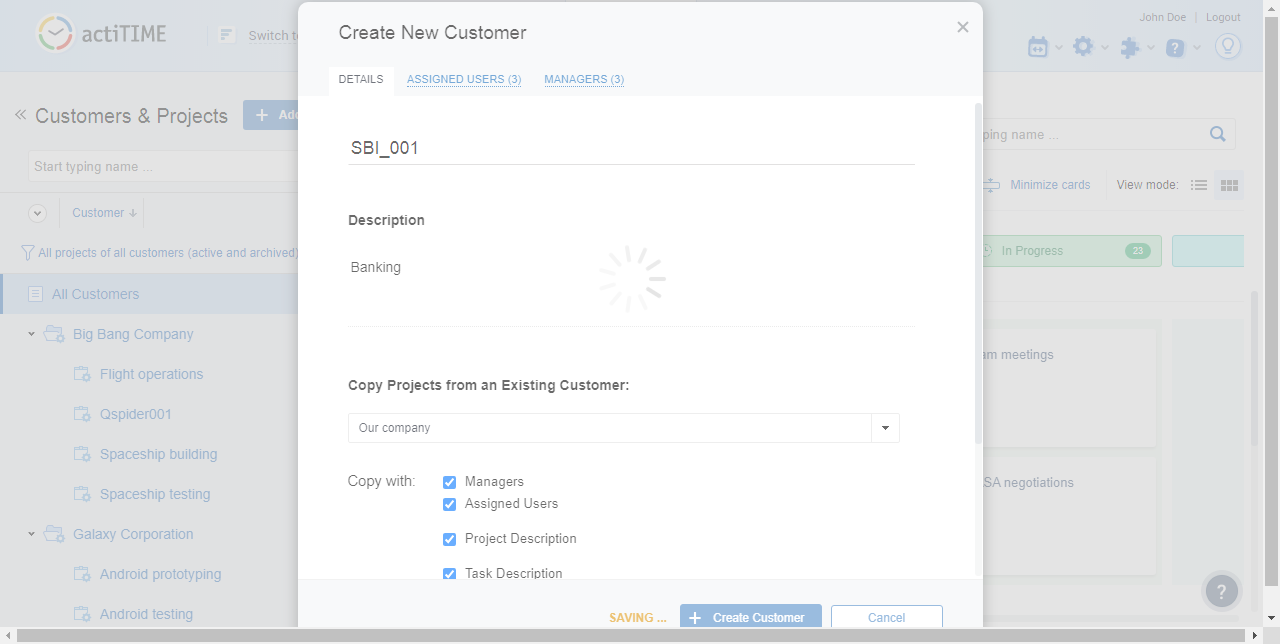 actiTIME
Switch t
John Doe | Logout
Create New Customer
DETAILS ASSIGNED USERS (3) MANAGERS (3)
Customers & Projects
Add
Start typing name ...
ping name ...
Customer
Minimize cards
View mode:
All projects of all customers (active and archived)
All Customers
Big Bang Company
Flight operations
Qspider001
Spaceship building
Spaceship testing
Galaxy Corporation
Android prototyping
Android testing
SBI_001
Description
Banking
Copy Projects from an Existing Customer:
Our company
Copy with:
Managers
Assigned Users
Project Description
Task Description
SAVING ...
Create Customer
Cancel
In Progress
23
am meetings
SA negotiations
?
?